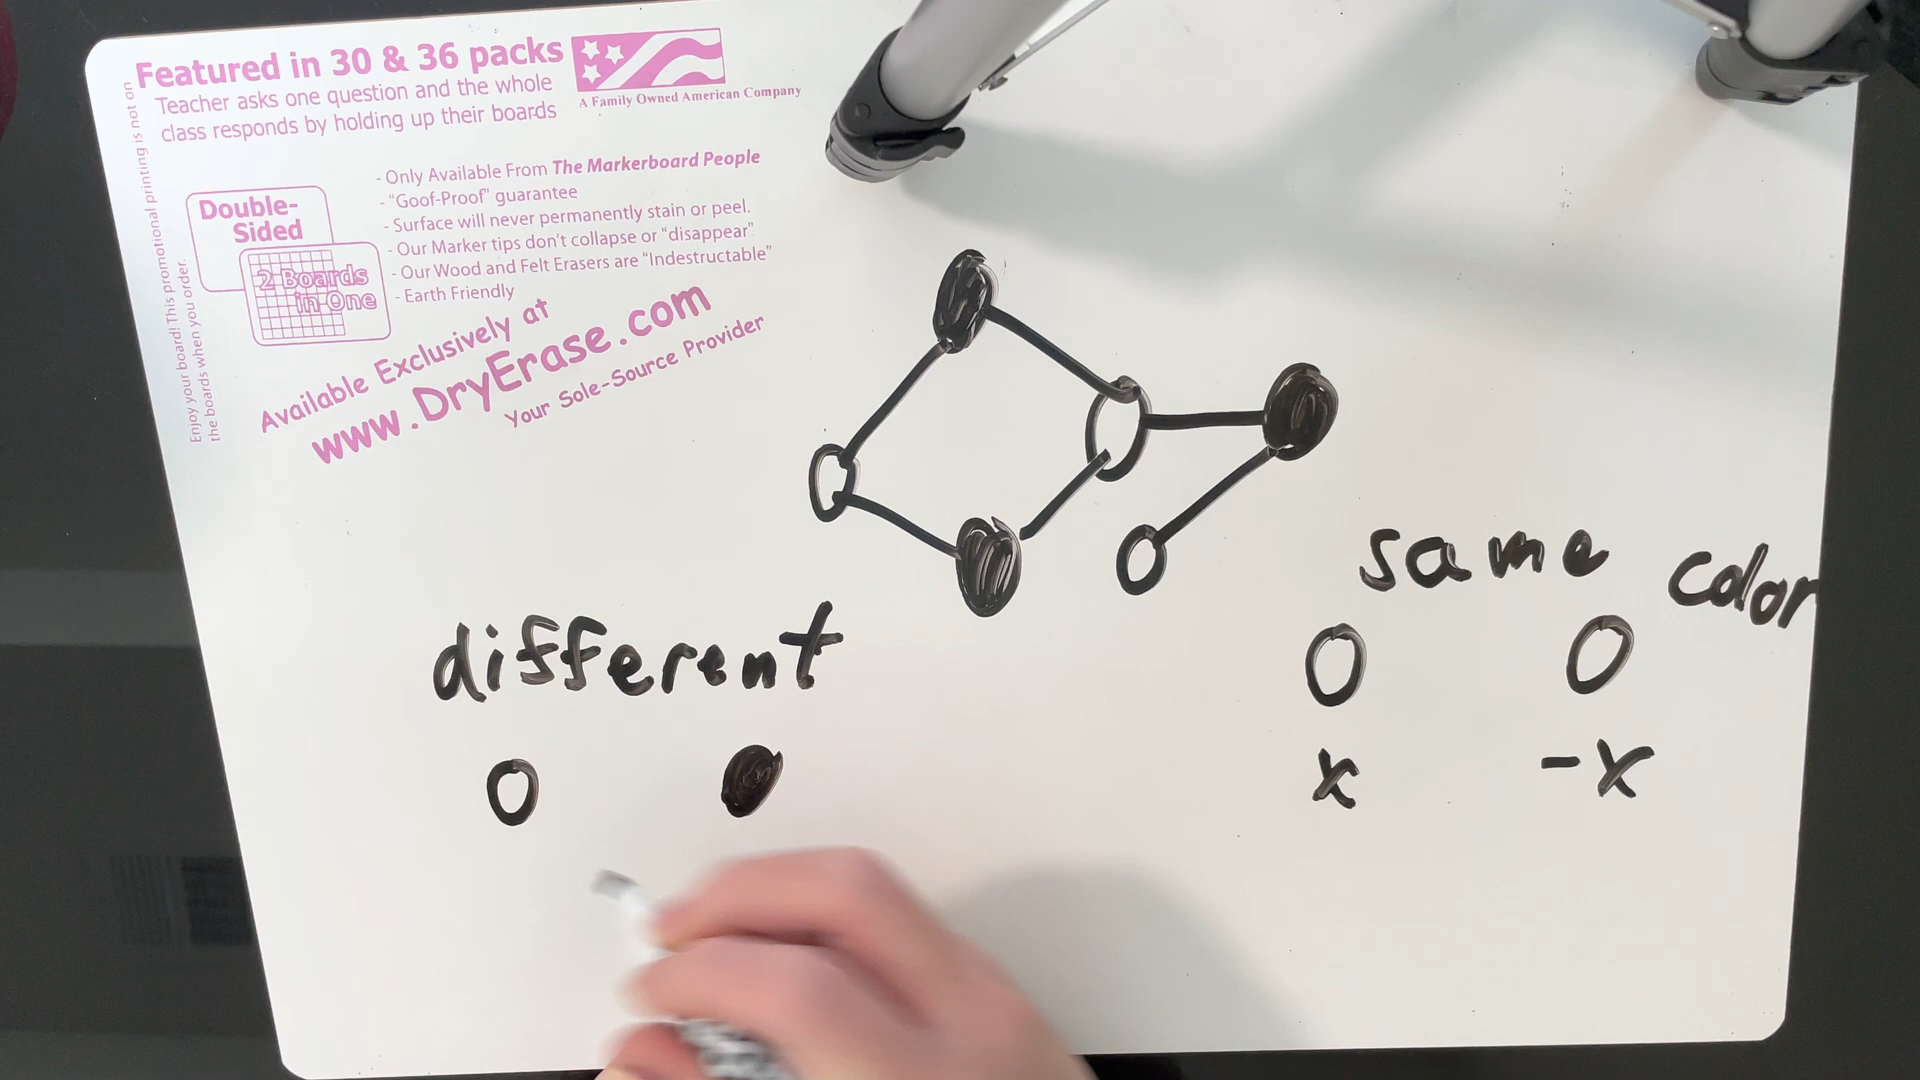 Featured in 30 & 36 packs
Teacher asks one question and the whole
class responds by holding up their boards
A Family Owned American Company
Enjoy your board! This promotional printing is not on
the boards when you order.
Double-
Sided
2 Boards
in One
- Only Available From The Markerboard People
- "Goof-Proof" guarantee
- Surface will never permanently stain or peel.
- Our Marker tips don't collapse or "disappear"
- Our Wood and Felt Erasers are "Indestructable"
- Earth Friendly
Available Exclusively at
www.DryErase.com
Your Sole-Source Provider
same color
x -x
different